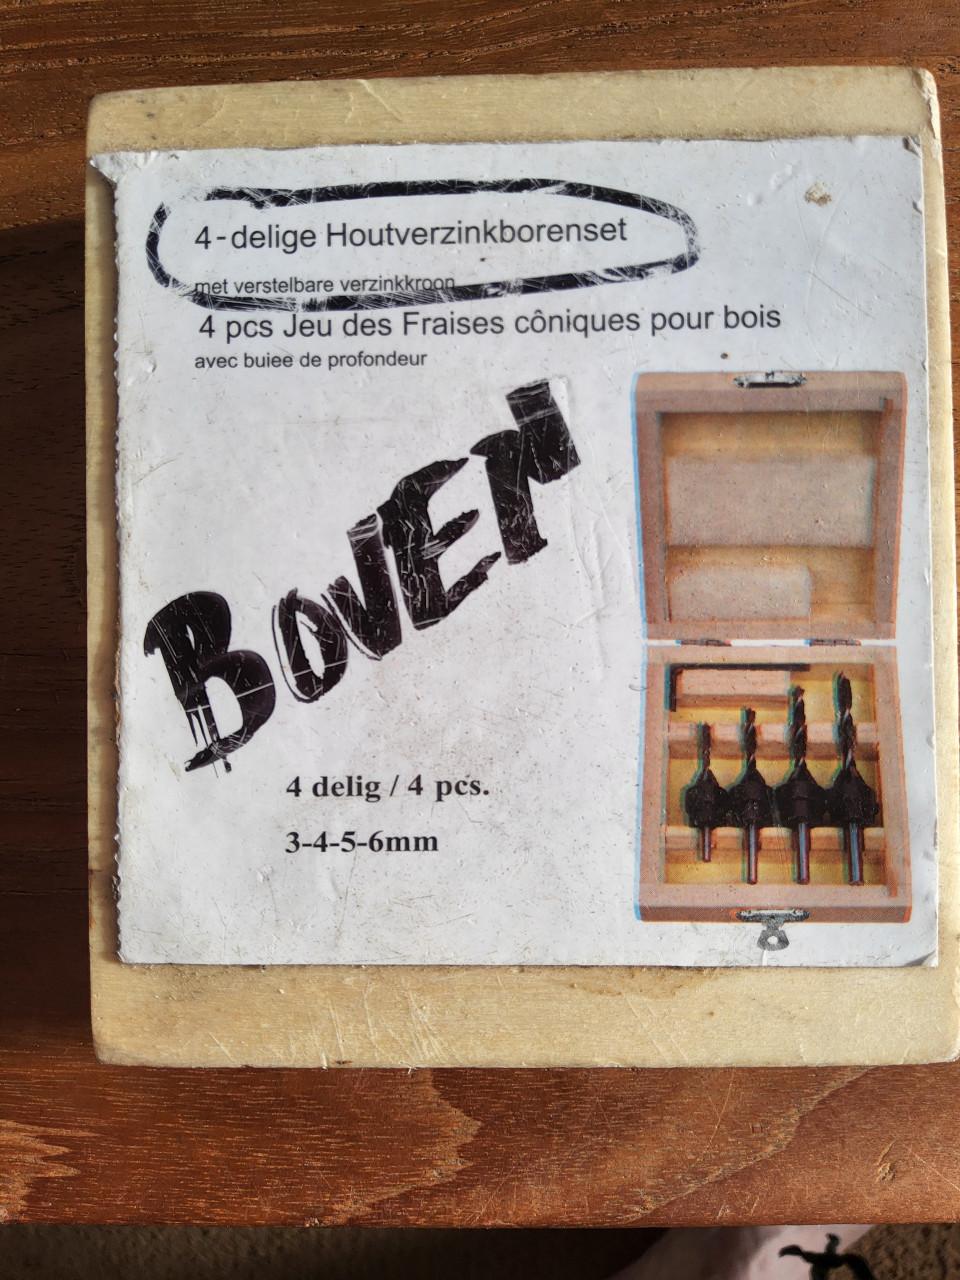 4-delige Houtverzinkborenset
met verstelbare verzinkkroon
4 pcs Jeu des Fraises côniques pour bois
avec buiee de profondeur
BOVEN
4 delig / 4 pcs.
3-4-5-6mm